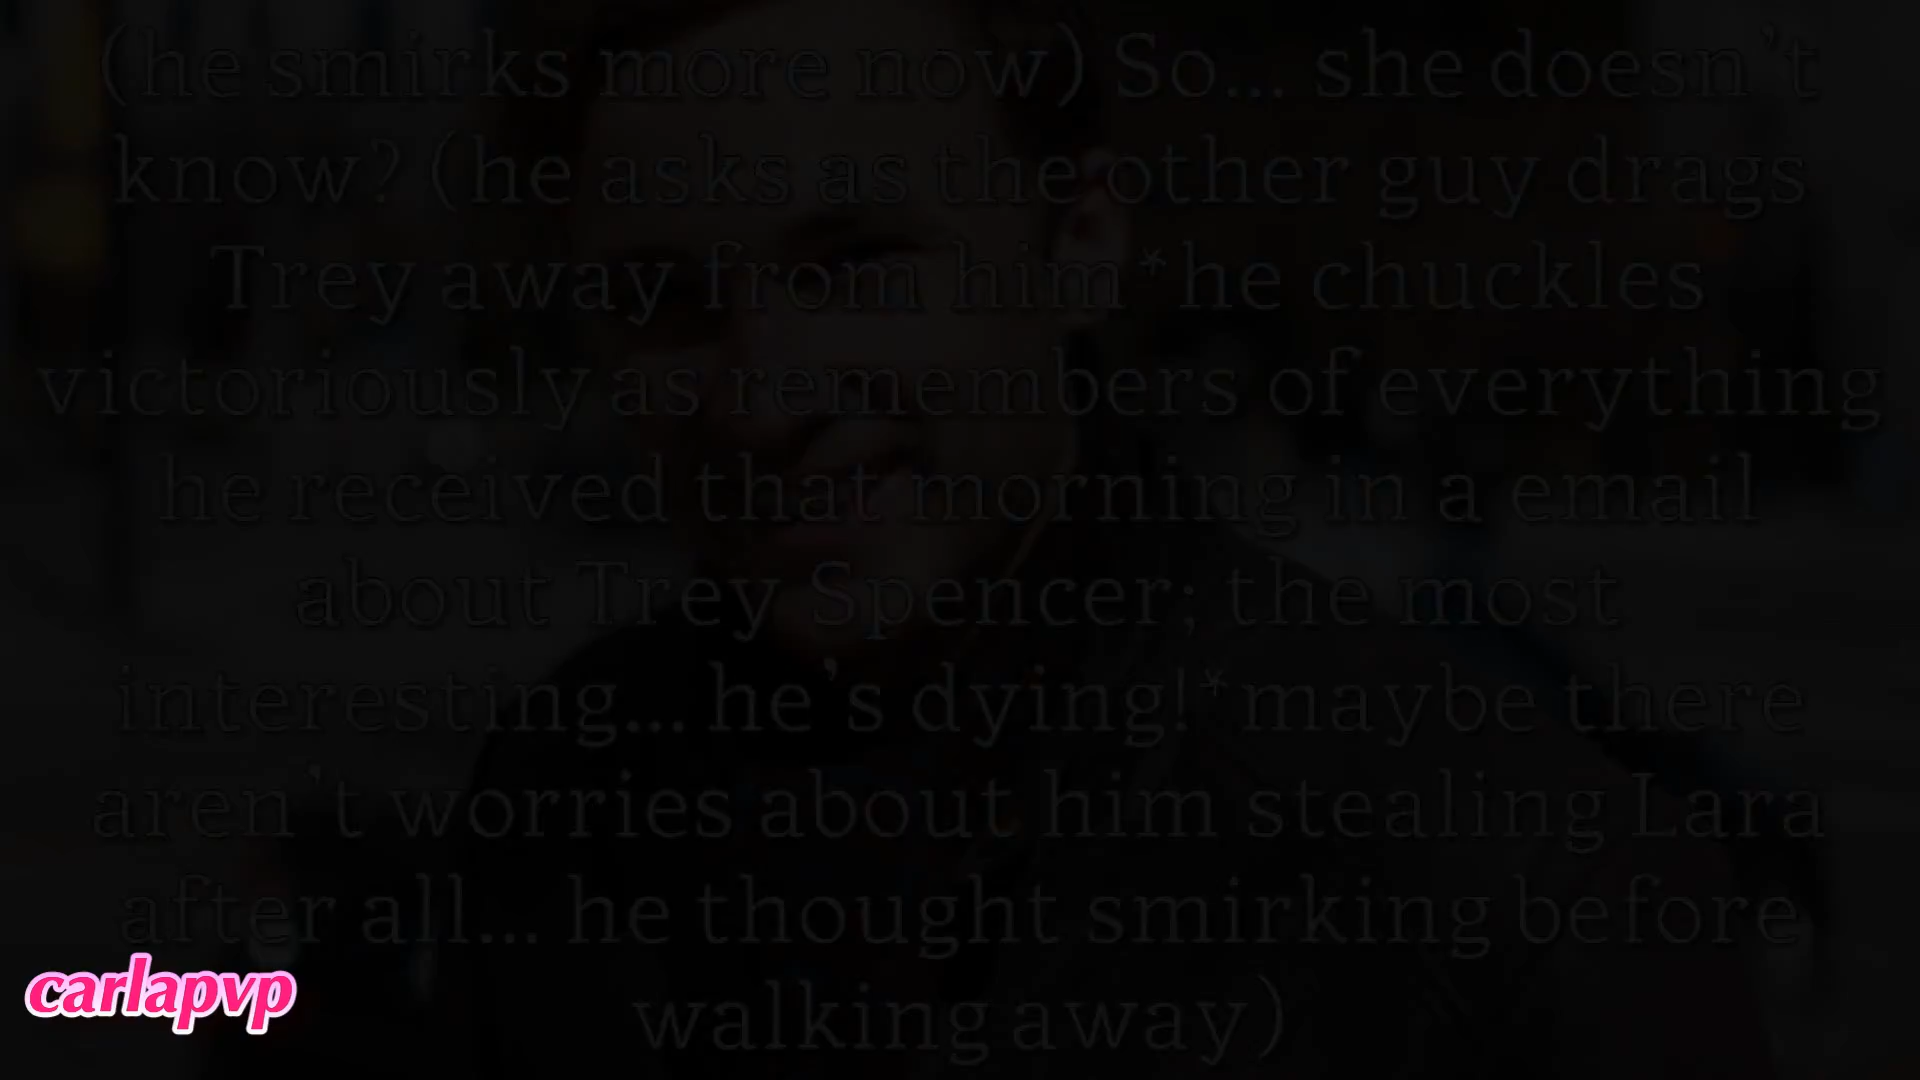 (he smirks more now) So... she doesn't
know? (he asks as the other guy drags
Trey away from him*he chuckles
victoriously as remembers of everything
he received that morning in a email
about Trey Spencer; the most
interesting... he's dying!*maybe there
aren't worries about him stealing Lara
after all... he thought smirking before
walking away)
carlapvp